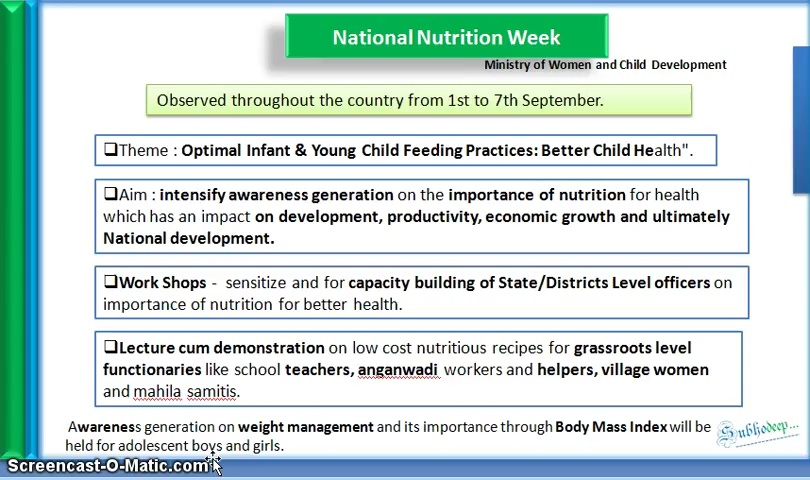 National Nutrition Week
Ministry of Women and Child Development
Observed throughout the country from 1st to 7th September.
❑Theme : Optimal Infant & Young Child Feeding Practices: Better Child Health".
❑Aim : intensify awareness generation on the importance of nutrition for health
which has an impact on development, productivity, economic growth and ultimately
National development.
❑Work Shops - sensitize and for capacity building of State/Districts Level officers on
importance of nutrition for better health.
❑Lecture cum demonstration on low cost nutritious recipes for grassroots level
functionaries like school teachers, anganwadi workers and helpers, village women
and mahila samitis.
Awareness generation on weight management and its importance through Body Mass Index will be
held for adolescent boys and girls.
Subhodeep...
Screencast-O-Matic.com